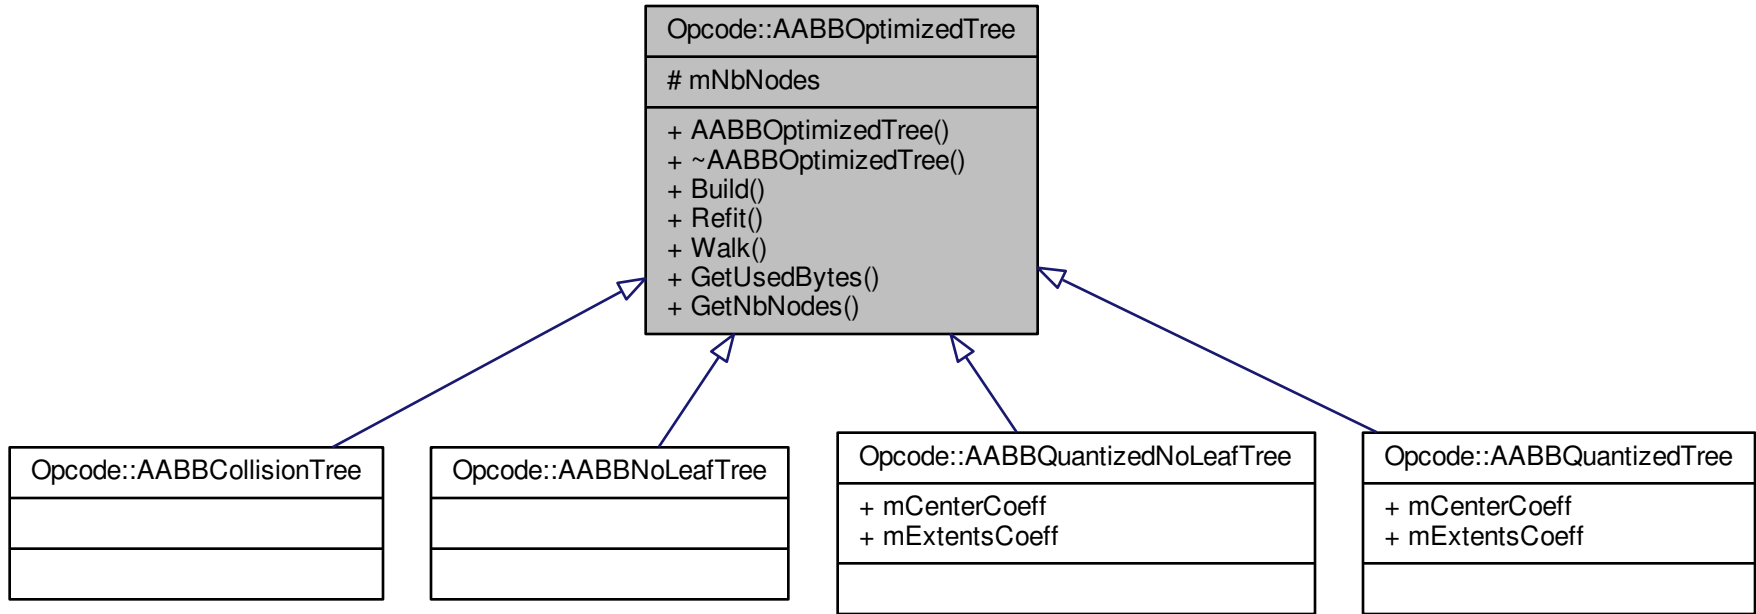 Opcode::AABBOptimizedTree
# mNbNodes
+ AABBOptimizedTree()
+ ~AABBOptimizedTree()
+ Build()
+ Refit()
+ Walk()
+ GetUsedBytes()
+ GetNbNodes()
Opcode::AABBCollisionTree
Opcode::AABBNoLeafTree
Opcode::AABBQuantizedNoLeafTree
+ mCenterCoeff
+ mExtentsCoeff
Opcode::AABBQuantizedTree
+ mCenterCoeff
+ mExtentsCoeff